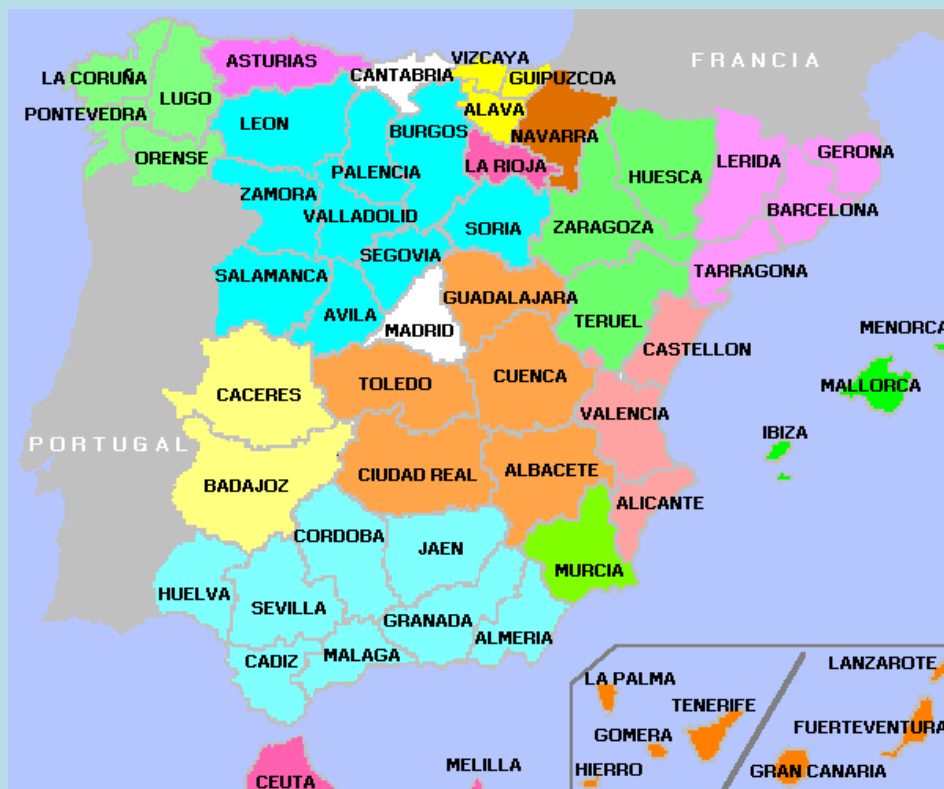 FRANCIA
VIZCAYA
ASTURIAS
CANTABRIA
GUIPUZCOA
LA CORUÑA
LUGO
ALAVA
PONTEVEDRA
LEON
BURGOS
NAVARRA
GERONA
ORENSE
PALENCIA
LA RIOJA
HUESCA
LERIDA
ZAMORA
VALLADOLID
SORIA
ZARAGOZA
BARCELONA
SEGOVIA
SALAMANCA
TARRAGONA
GUADALAJARA
AVILA
MADRID
TERUEL
MENORCA
CASTELLON
CACERES
TOLEDO
CUENCA
MALLORCA
VALENCIA
PORTUGAL
IBIZA
BADAJOZ
CIUDAD REAL
ALBACETE
ALICANTE
CORDOBA
JAEN
MURCIA
HUELVA
SEVILLA
GRANADA
ALMERIA
CADIZ
MALAGA
LANZAROTE
LA PALMA
TENERIFE
GOMERA
FUERTEVENTURA
HIERRO
GRAN CANARIA
MELILLA
CEUTA